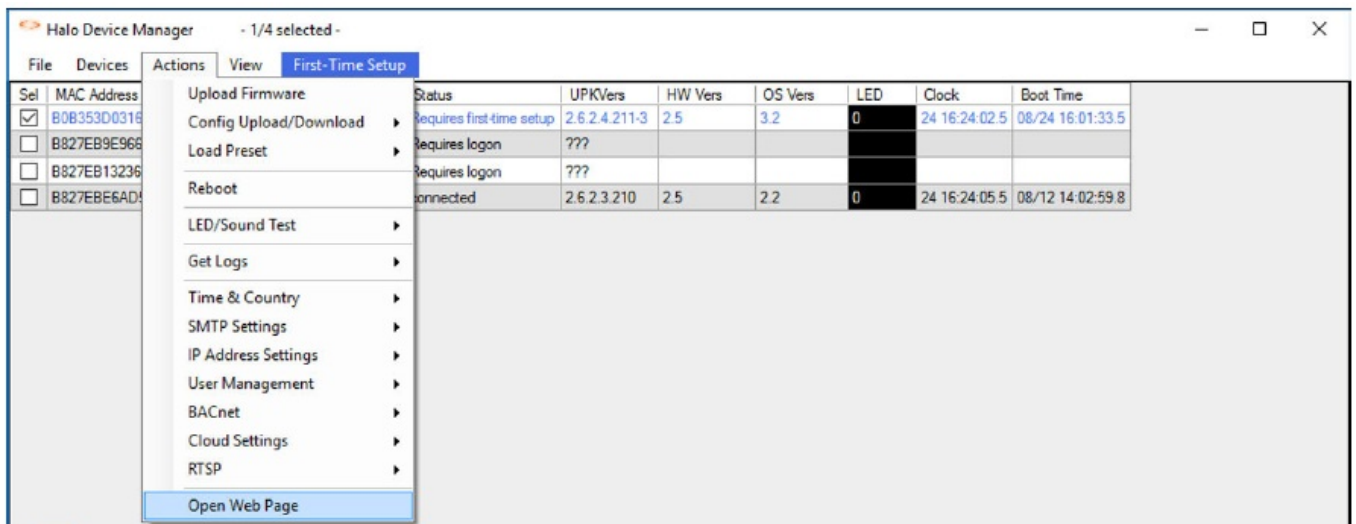 Halo Device Manager - 1/4 selected -
File Devices Actions View First-Time Setup
Sel MAC Address Status UPKVers HW Vers OS Vers LED Clock Boot Time
B0B353D0316 Requires first-time setup 2.6.2.4.211-3 2.5 3.2 0 24 16:24:02.5 08/24 16:01:33.5
B827EB9E966 Requires logon ???
B827EB13236 Requires logon ???
B827EBE6AD 2.6.2.3.210 2.5 2.2 0 24 16:24:05.5 08/12 14:02:59.8
Upload Firmware
Config Upload/Download
Load Preset
Reboot
LED/Sound Test
Get Logs
Time & Country
SMTP Settings
IP Address Settings
User Management
BACnet
Cloud Settings
RTSP
Open Web Page